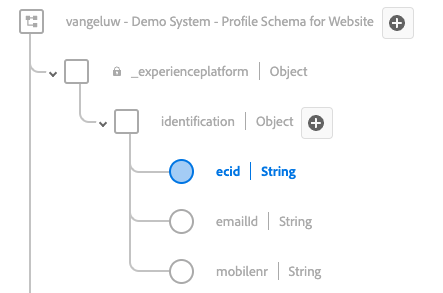 vangeluw - Demo System - Profile Schema for Website
_experienceplatform | Object
identification | Object
ecid | String
emailId | String
mobilenr | String